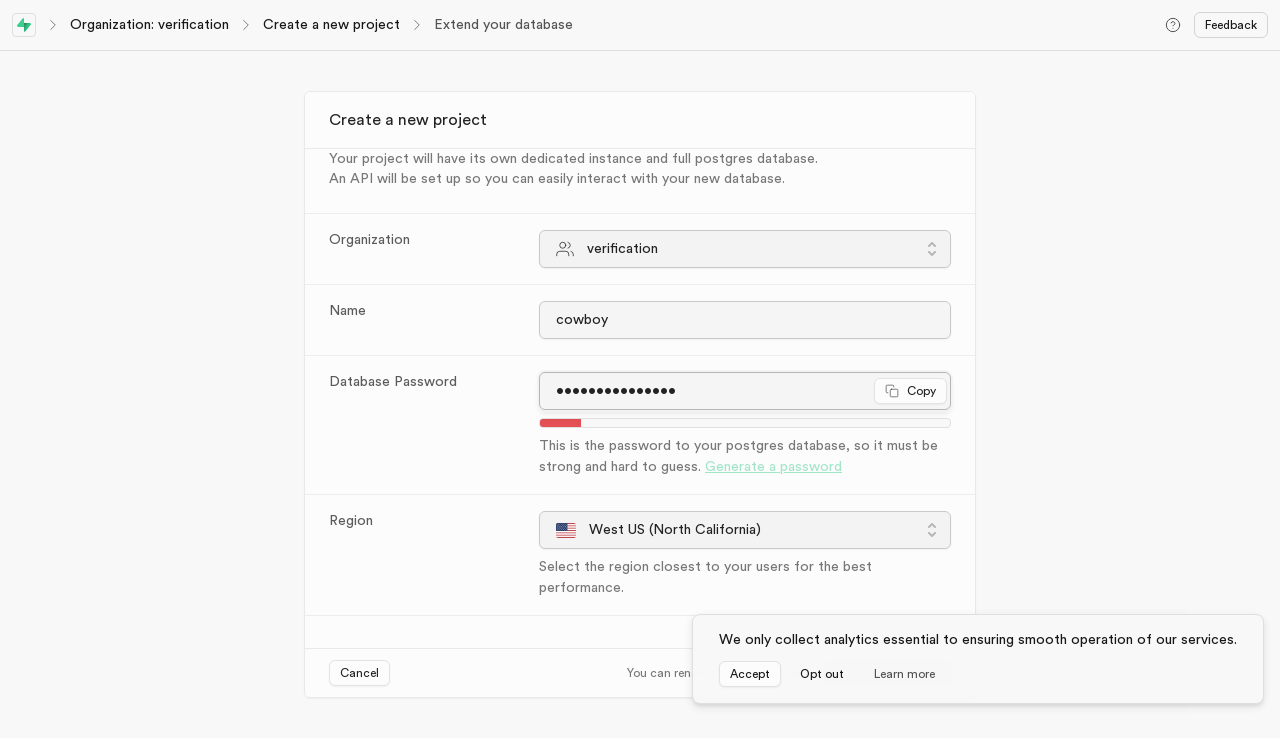 Organization: verification
Create a new project
Extend your database
Feedback
Create a new project
Your project will have its own dedicated instance and full postgres database.
An API will be set up so you can easily interact with your new database.
Organization
verification
Name
cowboy
Database Password
•••••••••••••••
Copy
This is the password to your postgres database, so it must be
strong and hard to guess. Generate a password
Region
West US (North California)
Select the region closest to your users for the best
performance.
Cancel
You can ren
We only collect analytics essential to ensuring smooth operation of our services.
Accept
Opt out
Learn more